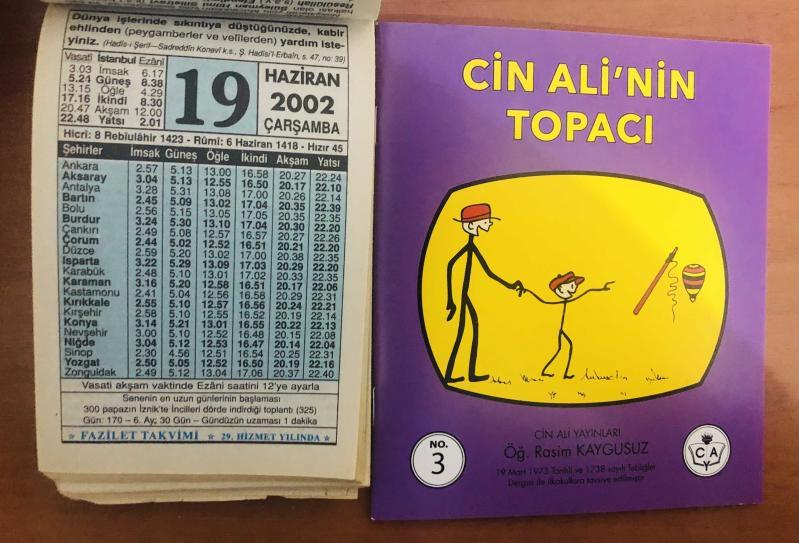 Dünya işlerinde sıkıntıya düştüğünüzde, kabir
ehlinden (peygamberler ve velîlerden) yardım iste-
yiniz. (Hadîs-i Şerîf—Sadreddîn Konevî k.s., Ş. Hadîsi'l-Erbaîn, s. 47, no: 39)
Vasatî İstanbul Ezânî
3.03 İmsak 6.17
5.24 Güneş 8.38
13.15 Öğle 4.29
17.16 İkindi 8.30
20.47 Akşam 12.00
22.48 Yatsı 2.01
19
HAZİRAN
2002
ÇARŞAMBA
Hicri: 8 Rebiulâhir 1423 - Rûmî: 6 Haziran 1418 - Hızır 45
Şehirler İmsak Güneş Öğle İkindi Akşam Yatsı
Ankara 2.57 5.13 13.00 16.58 20.27 22.24
Aksaray 3.04 5.13 12.55 16.50 20.17 22.10
Antalya 3.28 5.31 13.08 17.00 20.26 22.14
Bartın 2.45 5.09 13.02 17.04 20.35 22.39
Bolu 2.56 5.15 13.05 17.05 20.35 22.35
Burdur 3.24 5.30 13.10 17.04 20.30 22.20
Çankırı 2.49 5.08 12.57 16.57 20.27 22.26
Çorum 2.44 5.02 12.52 16.51 20.21 22.20
Düzce 2.59 5.20 13.02 17.00 20.38 22.35
Isparta 3.22 5.29 13.09 17.03 20.29 22.20
Karabük 2.48 5.10 13.01 17.02 20.33 22.35
Karaman 3.16 5.20 12.58 16.51 20.17 22.06
Kastamonu 2.41 5.04 12.56 16.58 20.29 22.31
Kırıkkale 2.55 5.10 12.57 16.56 20.24 22.21
Kırşehir 2.58 5.10 12.55 16.52 20.19 22.14
Konya 3.14 5.21 13.01 16.55 20.22 22.13
Nevşehir 3.00 5.10 12.52 16.48 20.15 22.08
Niğde 3.04 5.12 12.53 16.47 20.14 22.04
Sinop 2.30 4.56 12.51 16.54 20.25 22.31
Yozgat 2.50 5.05 12.52 16.50 20.19 22.16
Zonguldak 2.49 5.12 13.04 17.06 20.37 22.40
Vasati akşam vaktinde Ezâni saatini 12'ye ayarla
Senenin en uzun günlerinin başlaması
300 papazın İznik'te İncilleri dörde indirdiği toplantı (325)
Gün: 170 – 6. Ay; 30 Gün – Gündüzün uzaması 1 dakika
FAZİLET TAKVİMİ 29. HİZMET YILINDA
CİN ALİ'NİN
TOPACI
CİN ALİ YAYINLARI
Öğ. Rasim KAYGUSUZ
19 Mart 1973 Tarihli ve 1738 sayılı Tebliğler
Dergisi ile ilkokullara tavsiye edilmiştir
NO.
3
C A
Y